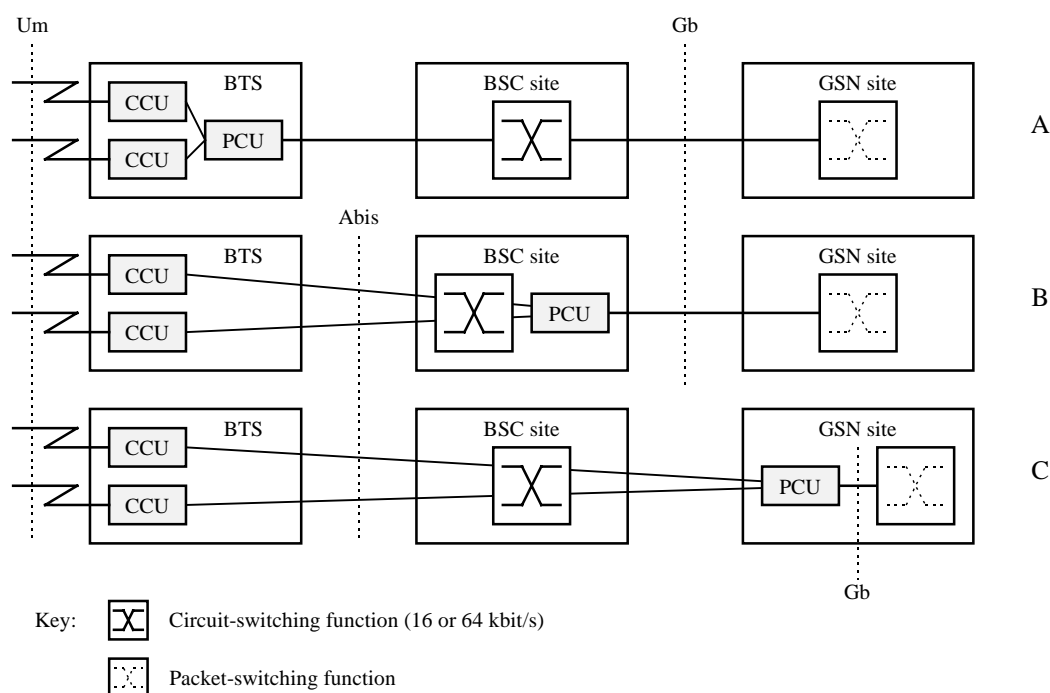 Um
Gb
BTS
BSC site
GSN site
CCU
PCU
CCU
A
Abis
BTS
BSC site
GSN site
CCU
PCU
CCU
B
BTS
BSC site
GSN site
CCU
PCU
CCU
C
Gb
Key:
Circuit-switching function (16 or 64 kbit/s)
Packet-switching function